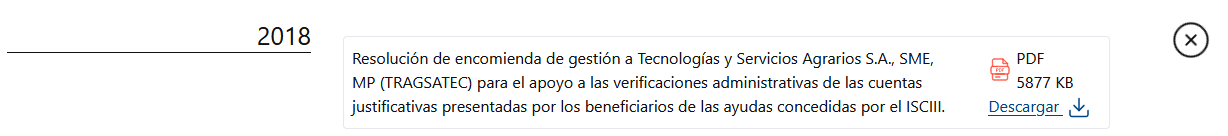 2018
Resolución de encomienda de gestión a Tecnologías y Servicios Agrarios S.A., SME,
MP (TRAGSATEC) para el apoyo a las verificaciones administrativas de las cuentas
justificativas presentadas por los beneficiarios de las ayudas concedidas por el ISCIII.
PDF
PDF
5877 KB
Descargar